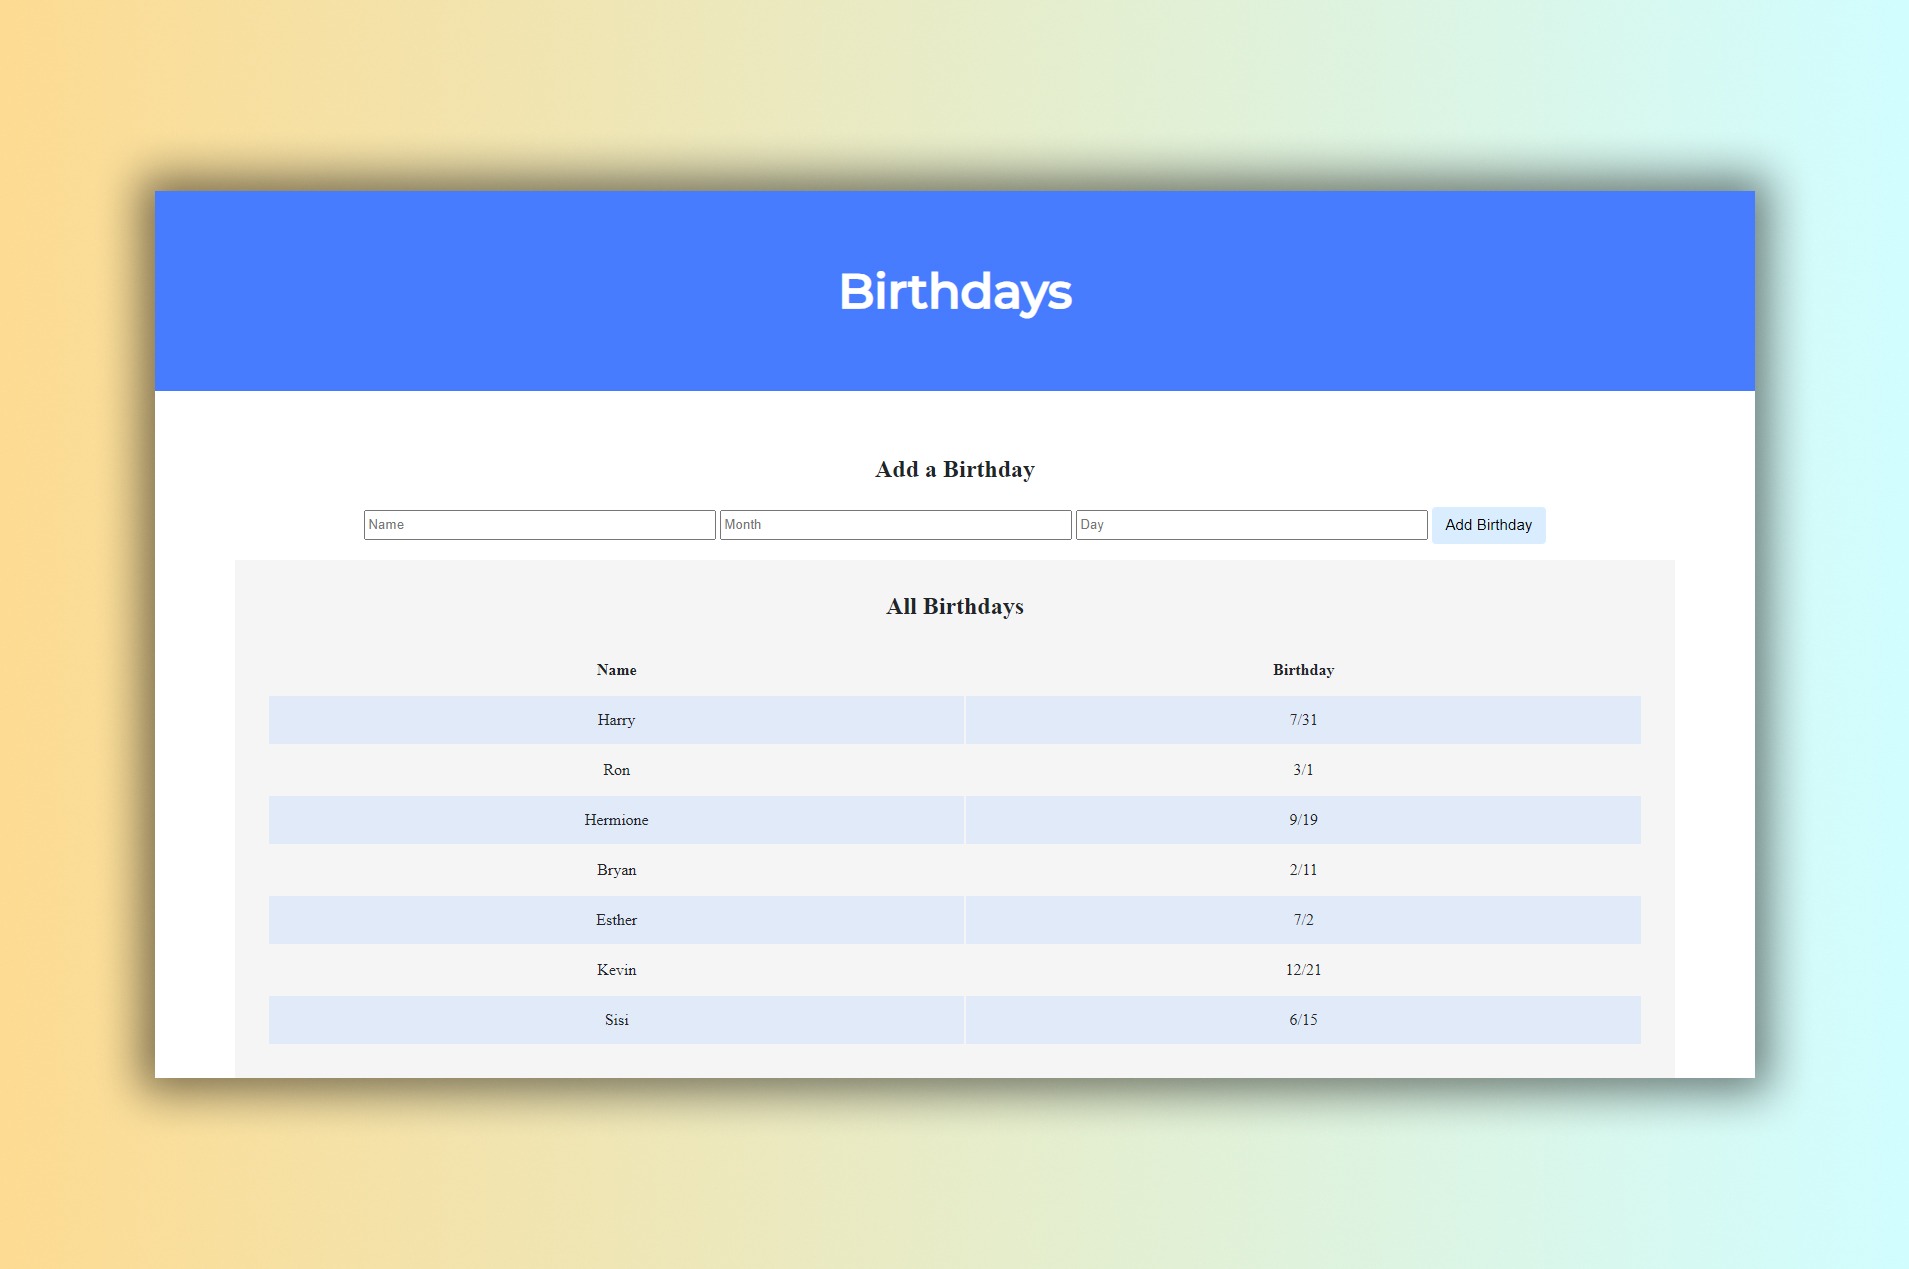 Birthdays
Add a Birthday
Name Month Day Add Birthday
All Birthdays
Name Birthday
Harry 7/31
Ron 3/1
Hermione 9/19
Bryan 2/11
Esther 7/2
Kevin 12/21
Sisi 6/15